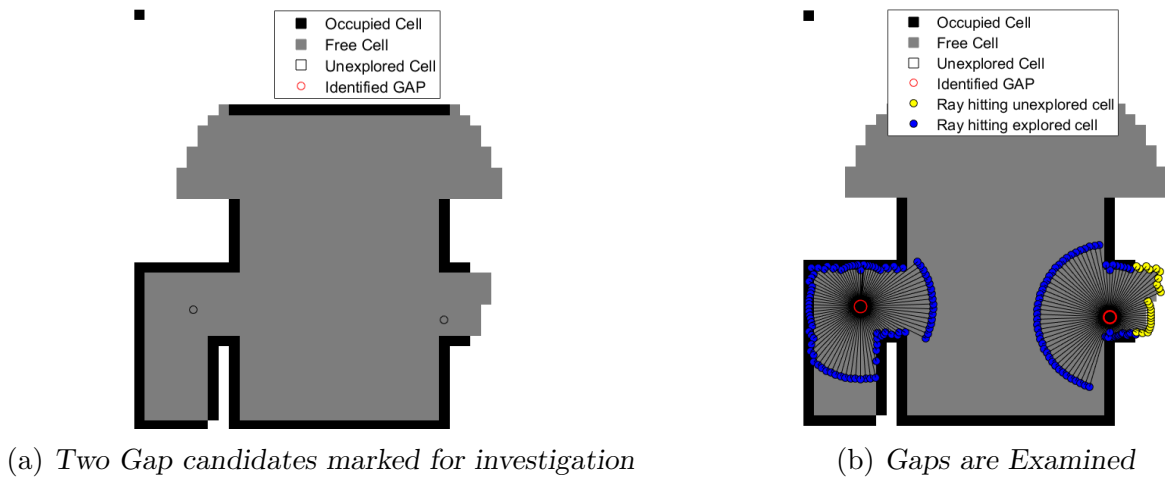 Occupied Cell
Free Cell
Unexplored Cell
Identified GAP
Occupied Cell
Free Cell
Unexplored Cell
Identified GAP
Ray hitting unexplored cell
Ray hitting explored cell
(a) Two Gap candidates marked for investigation
(b) Gaps are Examined